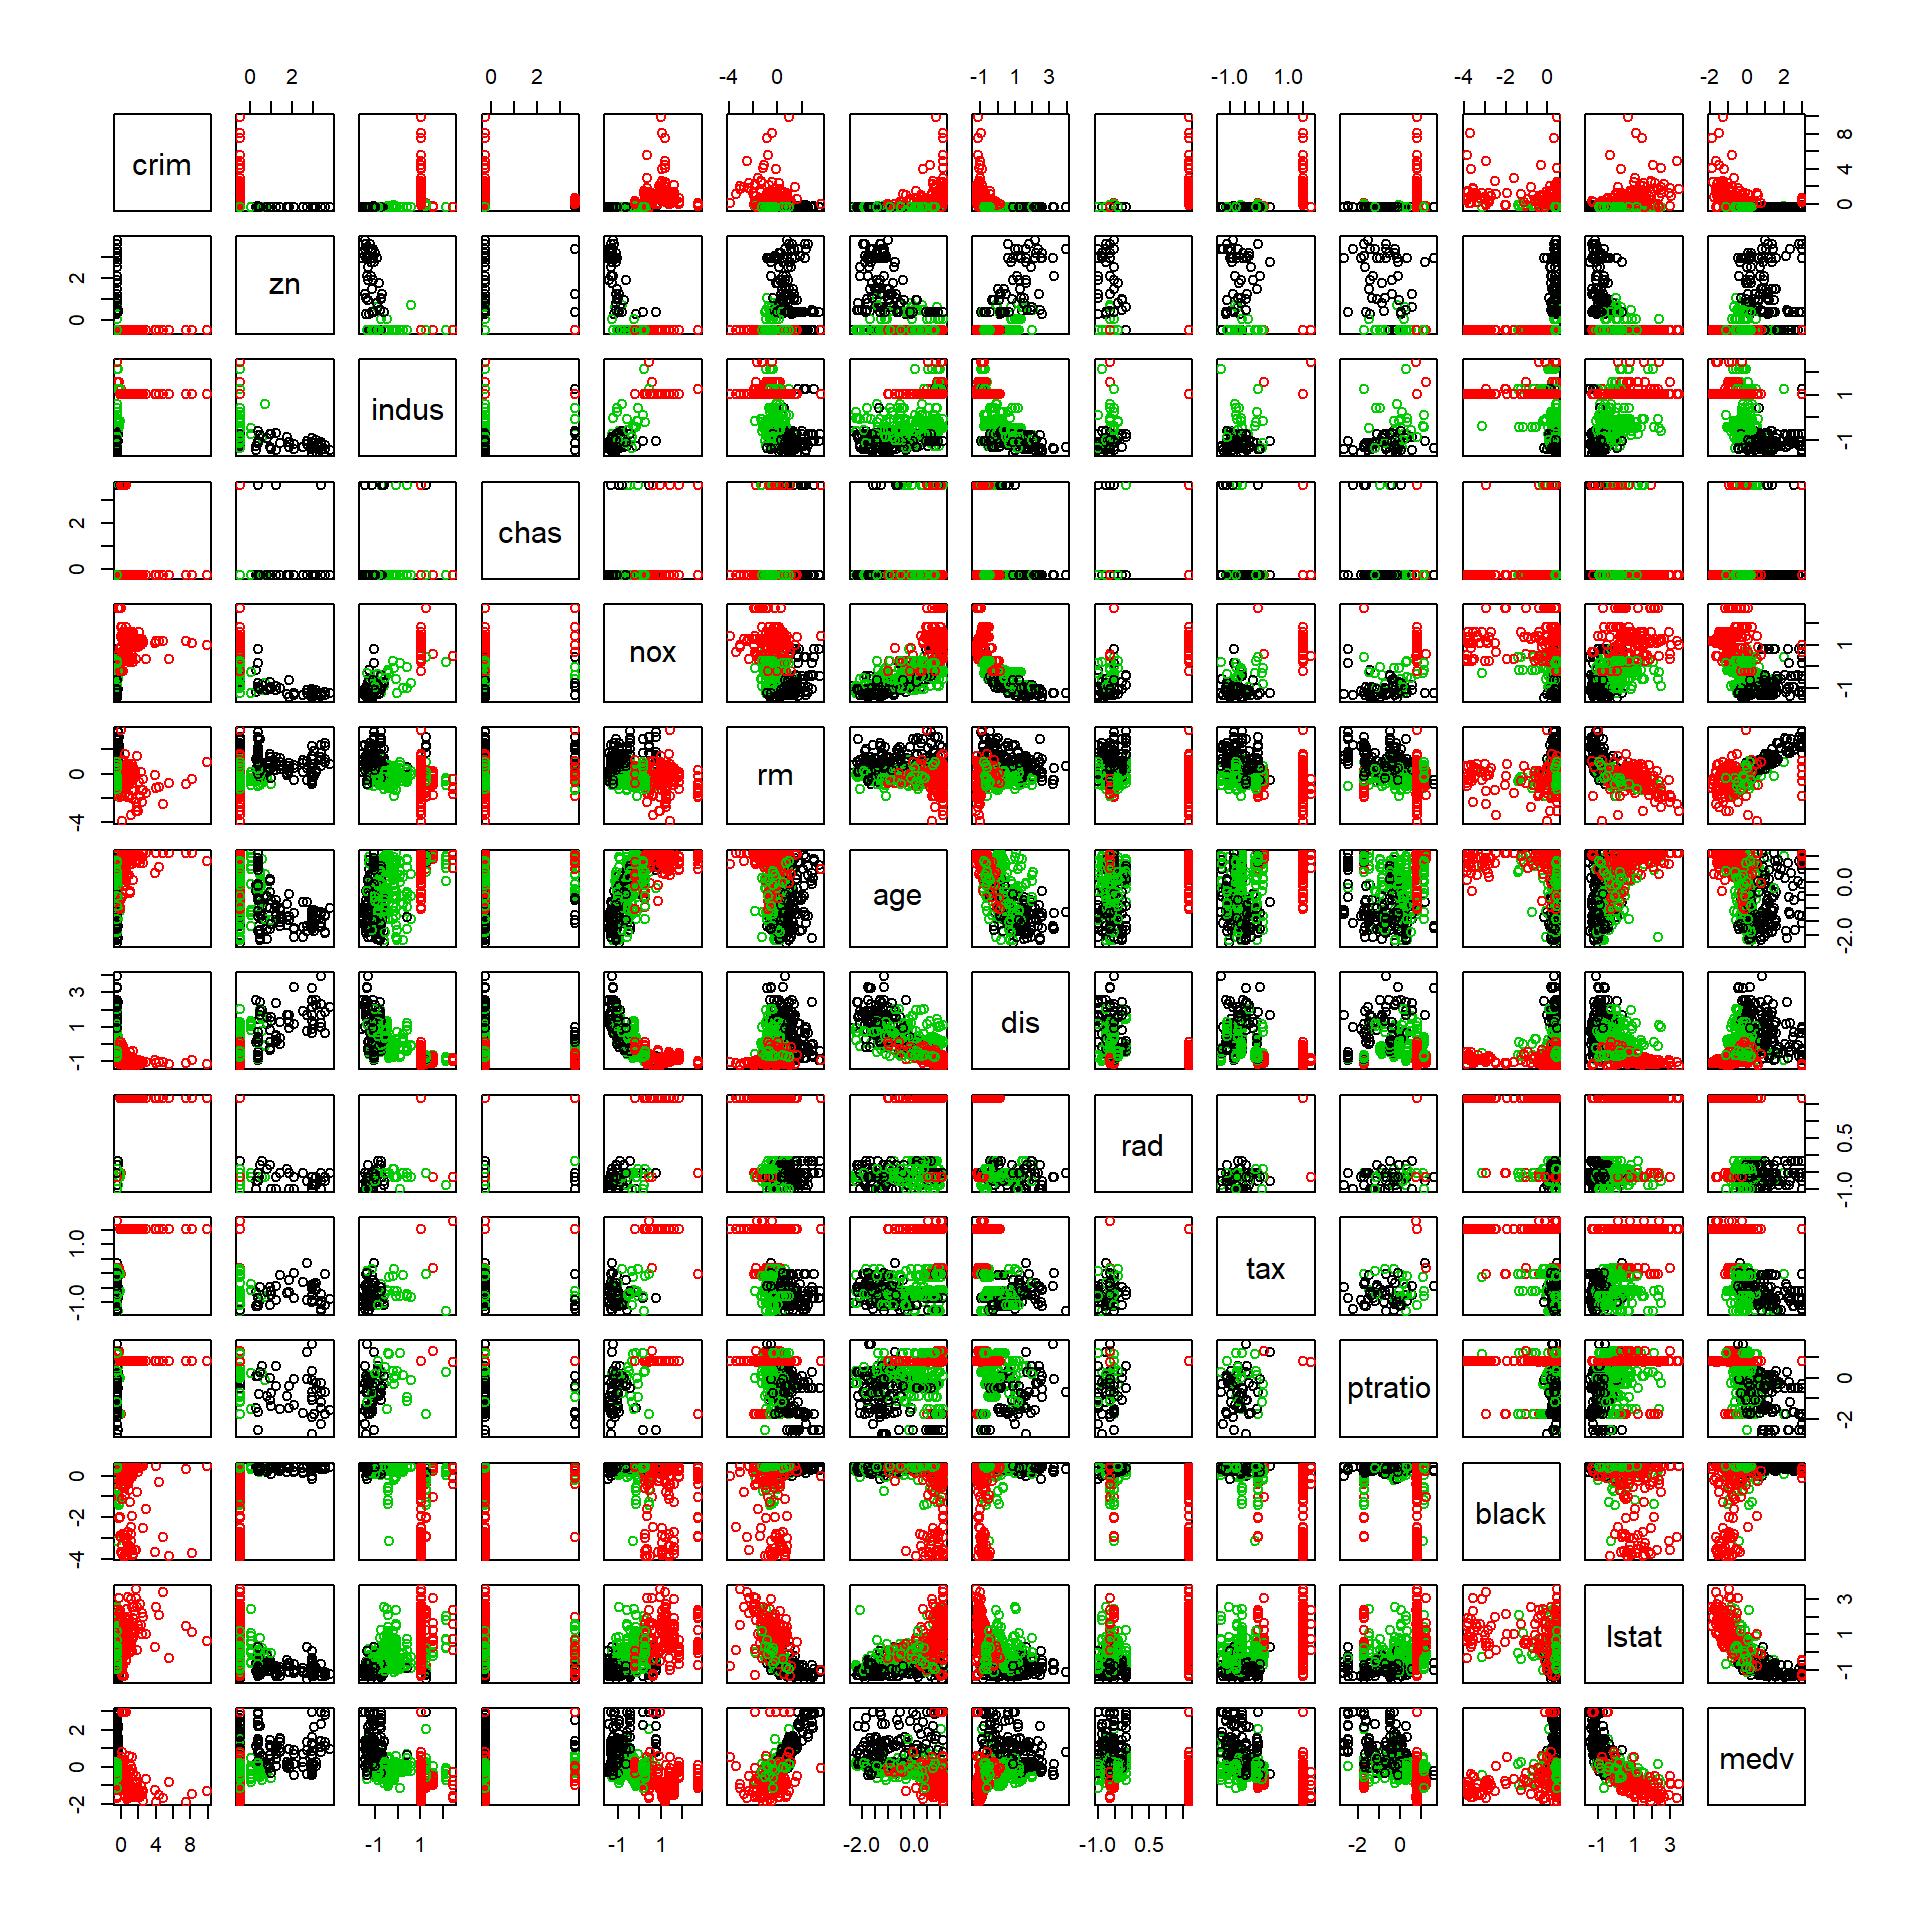 0 2 0 2 -4 0 -1 1 3 -1.0 1.0 -4 -2 0 -2 0 2
crim 0 4 8
0 2 zn
indus -1 1
0 2 chas
nox -1 1
-4 0 rm
age -2.0 0.0
-1 1 3 dis
rad -1.0 0.5
-1.0 1.0 tax
ptratio -2 0
-4 -2 0 black
lstat -1 1 3
-2 0 2 medv
0 4 8 -1 1 -1 1 -2.0 0.0 -1.0 0.5 -2 0 -1 1 3